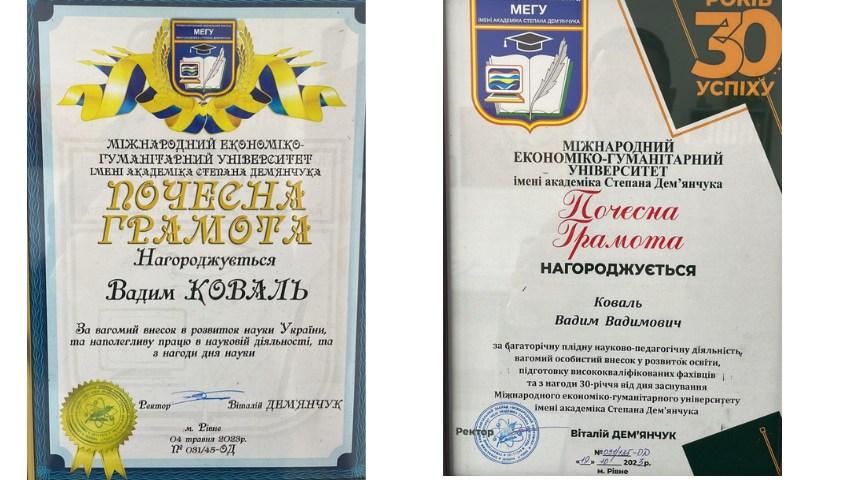 МЕГУ
МІЖНАРОДНИЙ ЕКОНОМІКО-
ГУМАНІТАРНИЙ УНІВЕРСИТЕТ
ІМЕНІ АКАДЕМІКА СТЕПАНА ДЕМ'ЯНЧУКА
ПОЧЕСНА
ГРАМОТА
Нагороджується
Вадим КОВАЛЬ
За вагомий внесок в розвиток науки України,
та наполегливу працю в науковій діяльності, та
з нагоди дня науки
Ректор Віталій ДЕМ'ЯНЧУК
м. Рівне
04 травня 2023р.
№ 031/45-ОД
МЕГУ
ІМЕНІ АКАДЕМІКА СТЕПАНА ДЕМ'ЯНЧУКА
РОКІВ
30
УСПІХУ
МІЖНАРОДНИЙ
ЕКОНОМІКО-ГУМАНІТАРНИЙ
УНІВЕРСИТЕТ
імені академіка Степана Дем'янчука
Почесна
Грамота
НАГОРОДЖУЄТЬСЯ
Коваль
Вадим Вадимович
за багаторічну плідну науково-педагогічну діяльність,
вагомий особистий внесок у розвиток освіти,
підготовку висококваліфікованих фахівців
та з нагоди 30-річчя від дня заснування
Міжнародного економіко-гуманітарного університету
імені академіка Степана Дем'янчука
Ректор Віталій ДЕМ'ЯНЧУК
м. Рівне